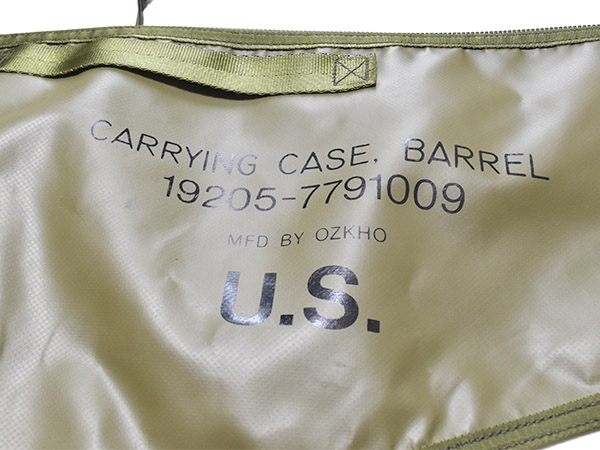 CARRYING CASE, BARREL
19205-7791009
MFD BY OZKHO
U.S.